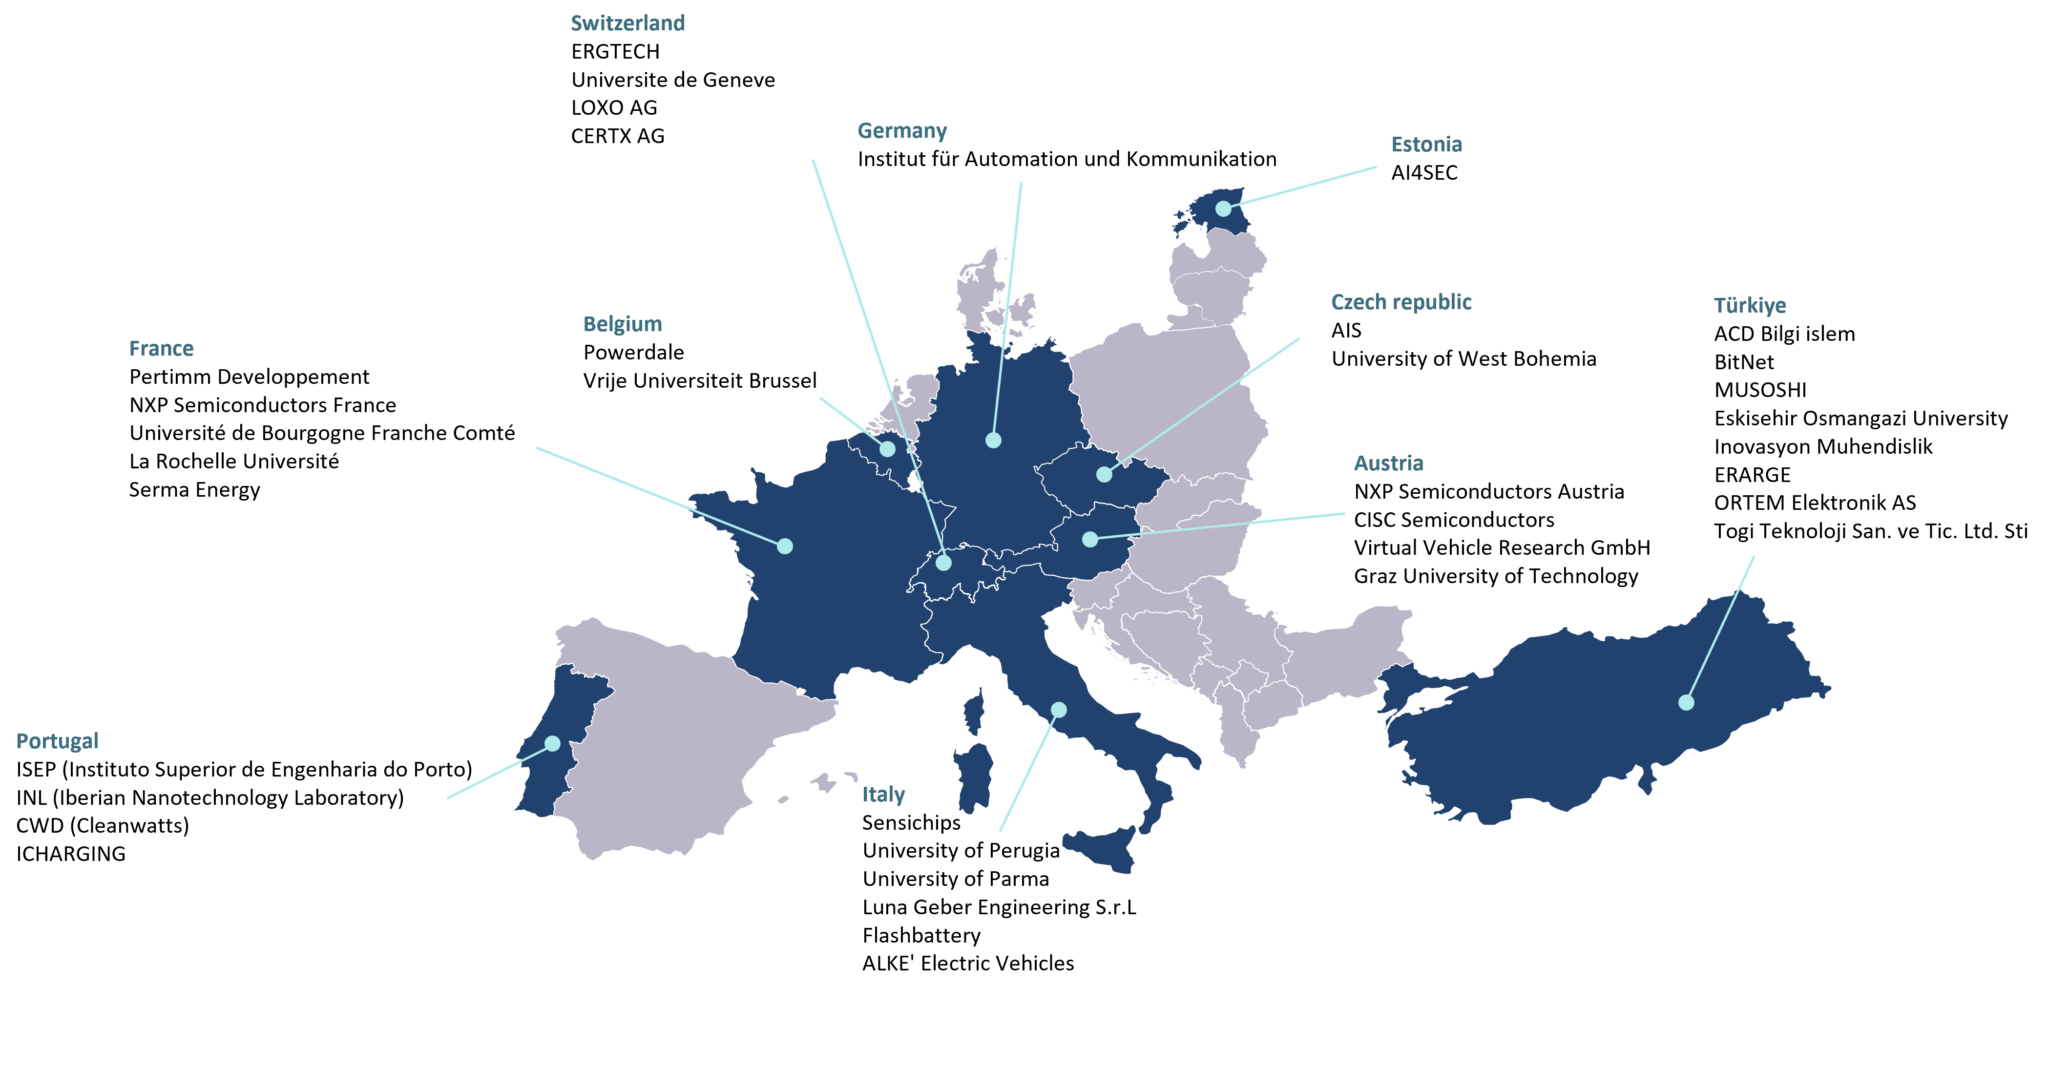 Switzerland
ERGTECH
Universite de Geneve
LOXO AG
CERTX AG
Germany
Institut für Automation und Kommunikation
Estonia
AI4SEC
Belgium
Powerdale
Vrije Universiteit Brussel
Czech republic
AIS
University of West Bohemia
Türkiye
ACD Bilgi islem
BitNet
MUSOSHI
Eskisehir Osmangazi University
Inovasyon Muhendislik
ERARGE
ORTEM Elektronik AS
Togi Teknoloji San. ve Tic. Ltd. Sti
France
Pertimm Developpement
NXP Semiconductors France
Université de Bourgogne Franche Comté
La Rochelle Université
Serma Energy
Austria
NXP Semiconductors Austria
CISC Semiconductors
Virtual Vehicle Research GmbH
Graz University of Technology
Portugal
ISEP (Instituto Superior de Engenharia do Porto)
INL (Iberian Nanotechnology Laboratory)
CWD (Cleanwatts)
ICHARGING
Italy
Sensichips
University of Perugia
University of Parma
Luna Geber Engineering S.r.L
Flashbattery
ALKE' Electric Vehicles